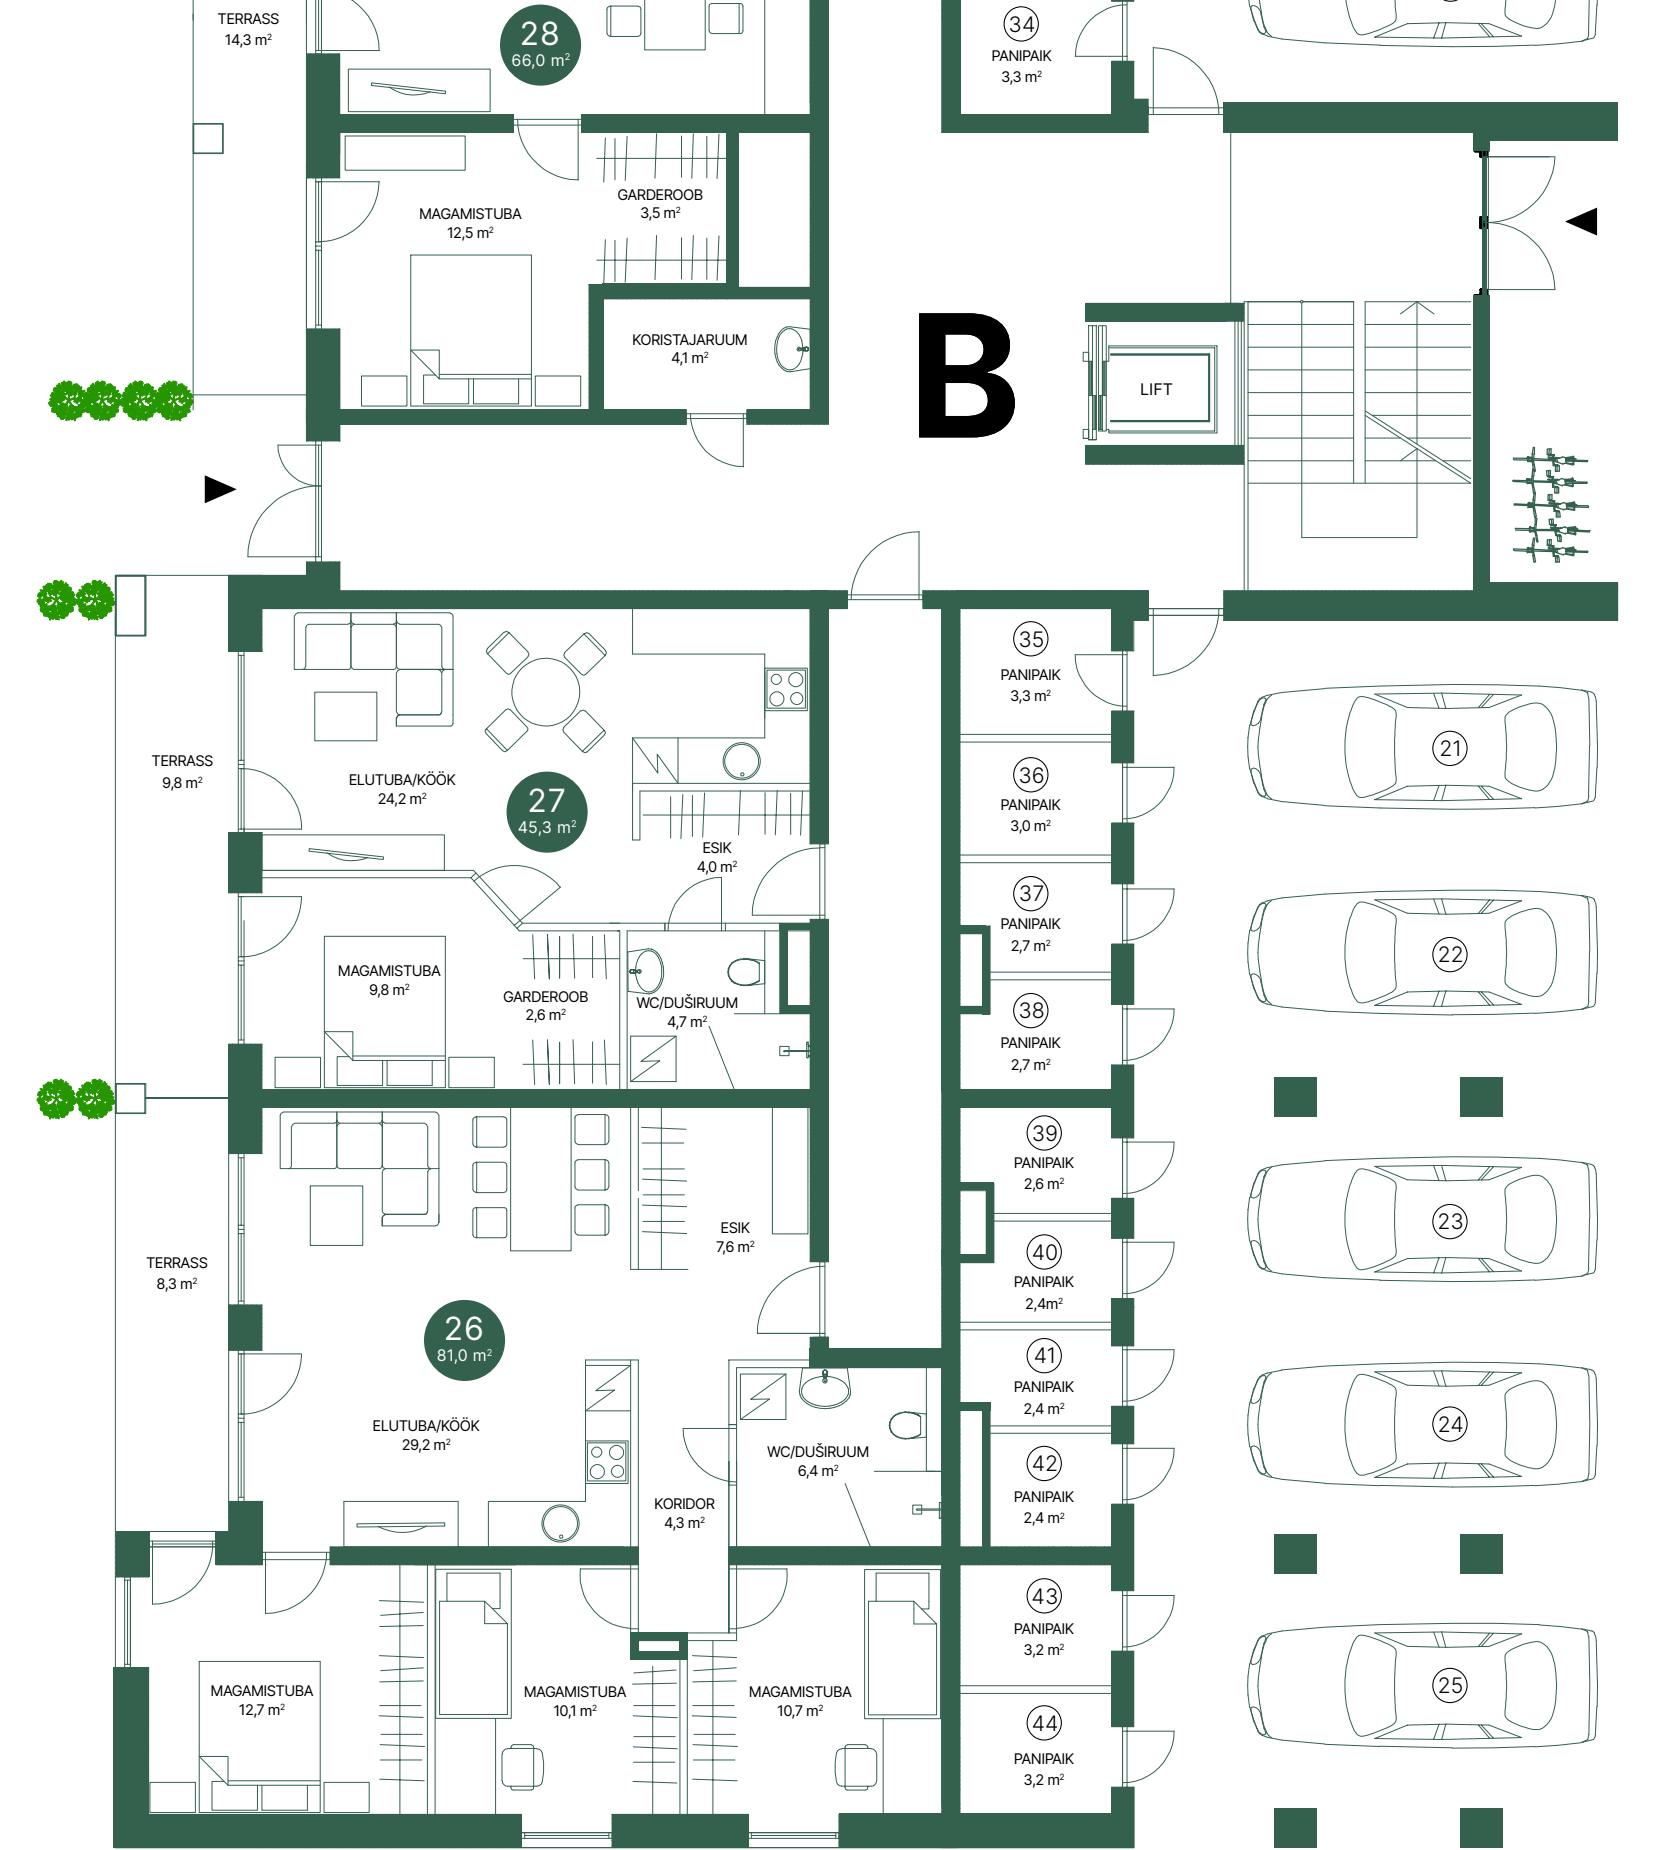 TERRASS
14,3 m²
28
66,0 m²
34
PANIPAIK
3,3 m²
GARDEROOB
3,5 m²
MAGAMISTUBA
12,5 m²
KORISTAJARUUM
4,1 m²
B
LIFT
35
PANIPAIK
3,3 m²
21
TERRASS
9,8 m²
ELUTUBA/KÖÖK
24,2 m²
27
45,3 m²
ESIK
4,0 m²
36
PANIPAIK
3,0 m²
37
PANIPAIK
2,7 m²
22
MAGAMISTUBA
9,8 m²
GARDEROOB
2,6 m²
WC/DUŠIRUUM
4,7 m²
38
PANIPAIK
2,7 m²
39
PANIPAIK
2,6 m²
23
TERRASS
8,3 m²
ESIK
7,6 m²
40
PANIPAIK
2,4m²
26
81,0 m²
41
PANIPAIK
2,4 m²
24
ELUTUBA/KÖÖK
29,2 m²
WC/DUŠIRUUM
6,4 m²
42
PANIPAIK
2,4 m²
KORIDOR
4,3 m²
43
PANIPAIK
3,2 m²
25
MAGAMISTUBA
12,7 m²
MAGAMISTUBA
10,1 m²
MAGAMISTUBA
10,7 m²
44
PANIPAIK
3,2 m²